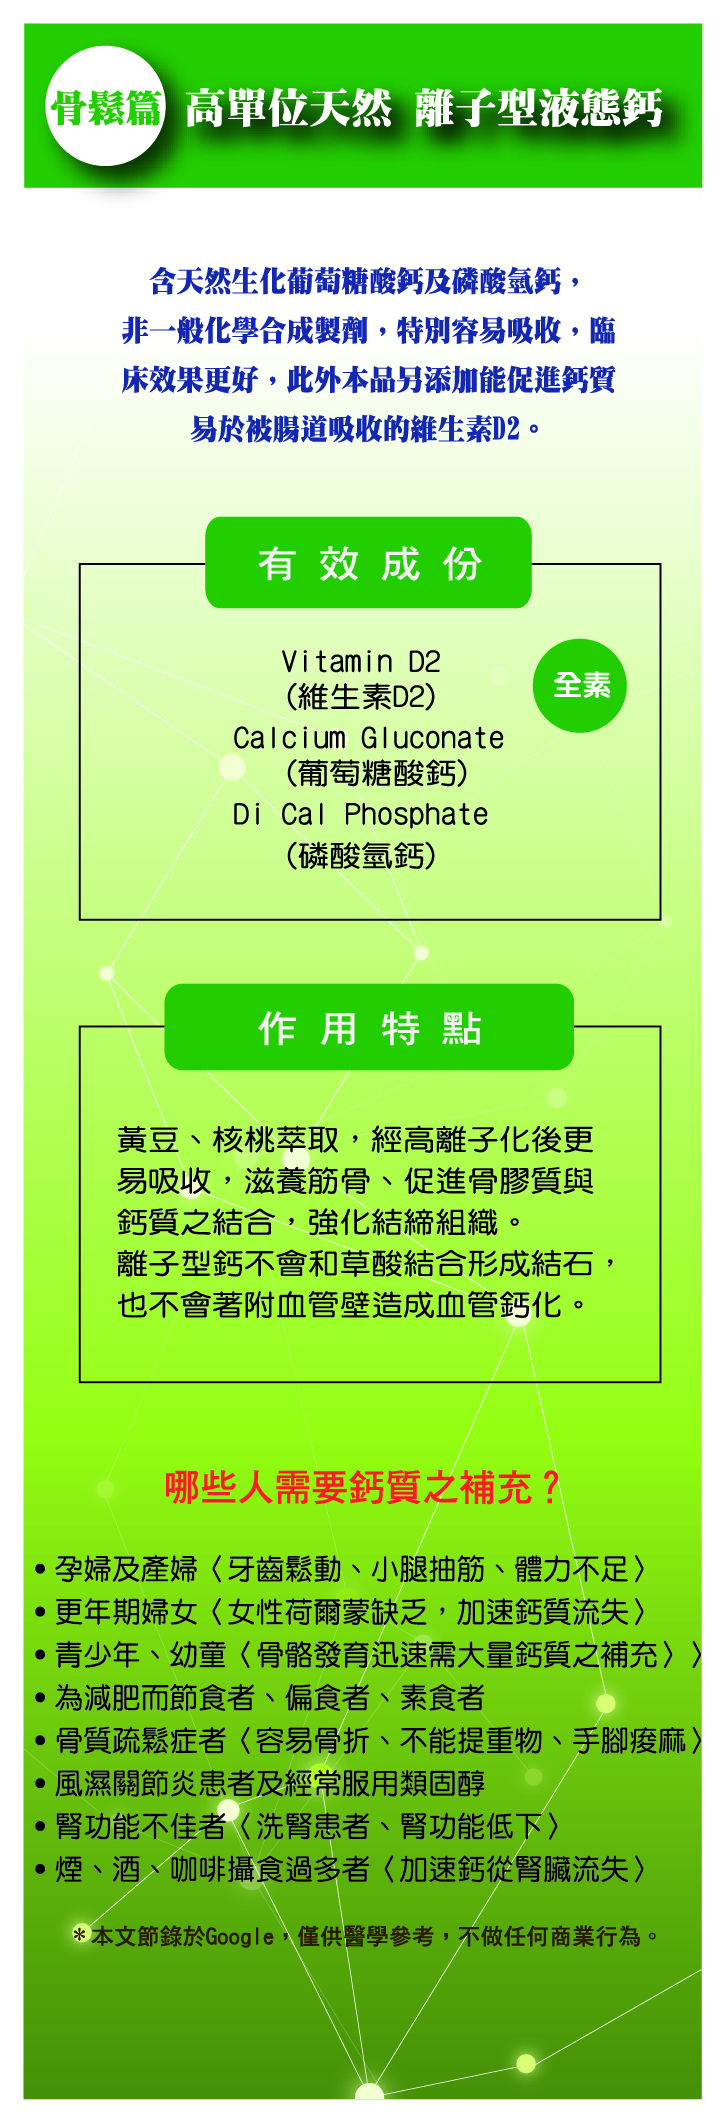 骨鬆篇 高單位天然 離子型液態鈣
含天然生化葡萄糖酸鈣及磷酸氫鈣，
非一般化學合成製劑，特別容易吸收，臨
床效果更好，此外本品另添加能促進鈣質
易於被腸道吸收的維生素D2。
有效成份
Vitamin D2
(維生素D2)
全素
Calcium Gluconate
(葡萄糖酸鈣)
Di Cal Phosphate
(磷酸氫鈣)
作用特點
黃豆、核桃萃取，經高離子化後更
易吸收，滋養筋骨、促進骨膠質與
鈣質之結合，強化結締組織。
離子型鈣不會和草酸結合形成結石，
也不會著附血管壁造成血管鈣化。
哪些人需要鈣質之補充？
•孕婦及產婦〈牙齒鬆動、小腿抽筋、體力不足〉
•更年期婦女〈女性荷爾蒙缺乏，加速鈣質流失〉
•青少年、幼童〈骨骼發育迅速需大量鈣質之補充〉〉
•為減肥而節食者、偏食者、素食者
•骨質疏鬆症者〈容易骨折、不能提重物、手腳痠麻〉
•風濕關節炎患者及經常服用類固醇
•腎功能不佳者〈洗腎患者、腎功能低下〉
•煙、酒、咖啡攝食過多者〈加速鈣從腎臟流失〉
*本文節錄於Google，僅供醫學參考，不做任何商業行為。